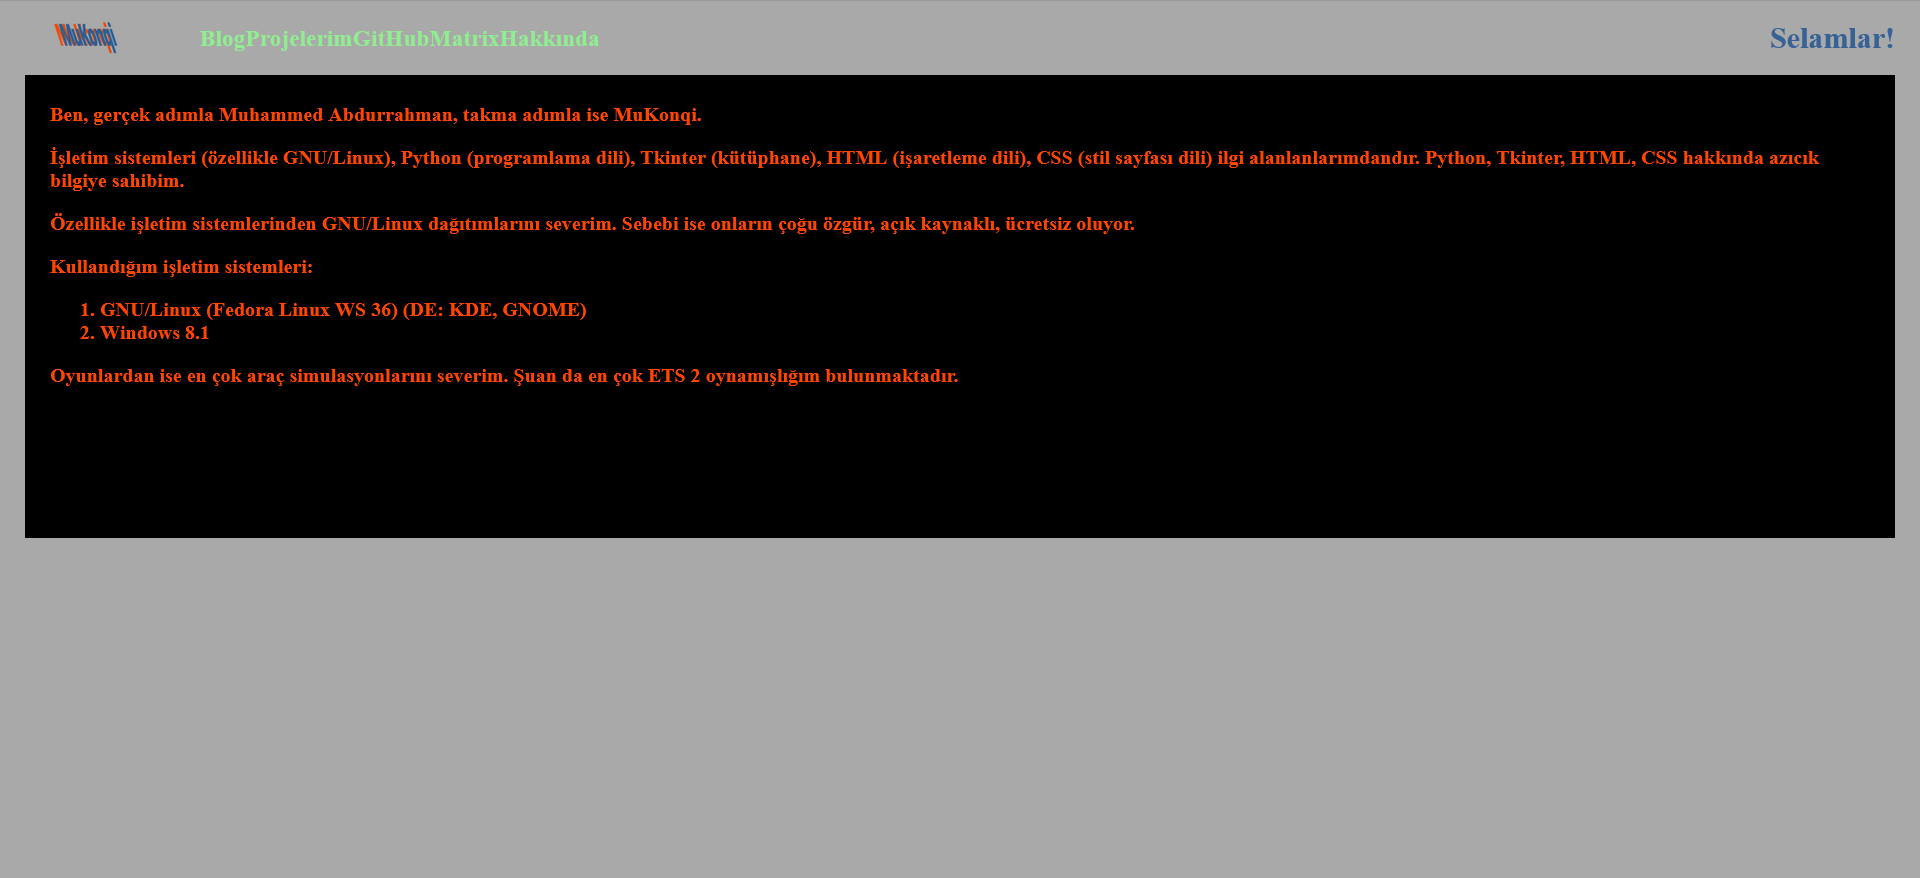 MuKonqi
BlogProjelerimGitHubMatrixHakkında
Selamlar!
Ben, gerçek adımla Muhammed Abdurrahman, takma adımla ise MuKonqi.
İşletim sistemleri (özellikle GNU/Linux), Python (programlama dili), Tkinter (kütüphane), HTML (işaretleme dili), CSS (stil sayfası dili) ilgi alanlanlarımdandır. Python, Tkinter, HTML, CSS hakkında azıcık
bilgiye sahibim.
Özellikle işletim sistemlerinden GNU/Linux dağıtımlarını severim. Sebebi ise onların çoğu özgür, açık kaynaklı, ücretsiz oluyor.
Kullandığım işletim sistemleri:
1. GNU/Linux (Fedora Linux WS 36) (DE: KDE, GNOME)
2. Windows 8.1
Oyunlardan ise en çok araç simulasyonlarını severim. Şuan da en çok ETS 2 oynamışlığım bulunmaktadır.